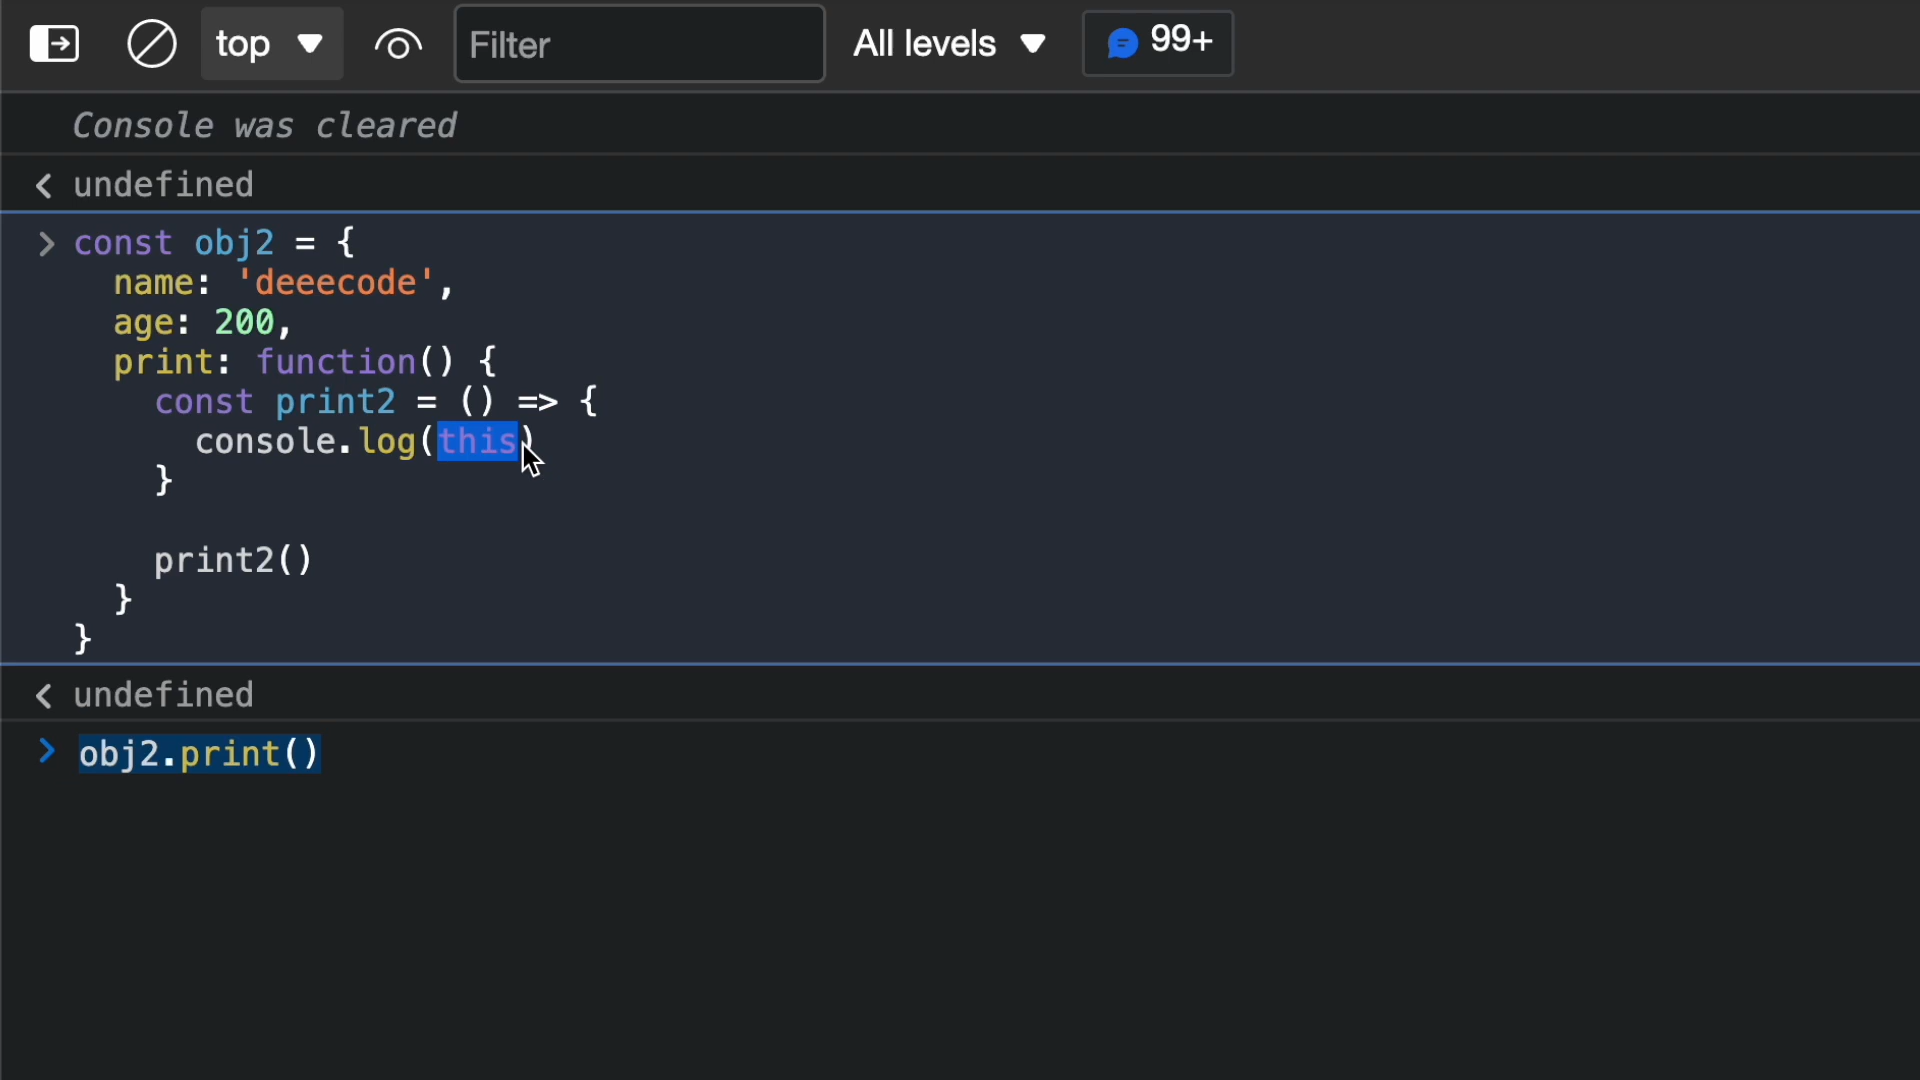 top Filter All levels 99+
Console was cleared
undefined
const obj2 = {
name: 'deeecode',
age: 200,
print: function() {
const print2 = () => {
console.log(this)
}
print2()
}
}
undefined
obj2.print()